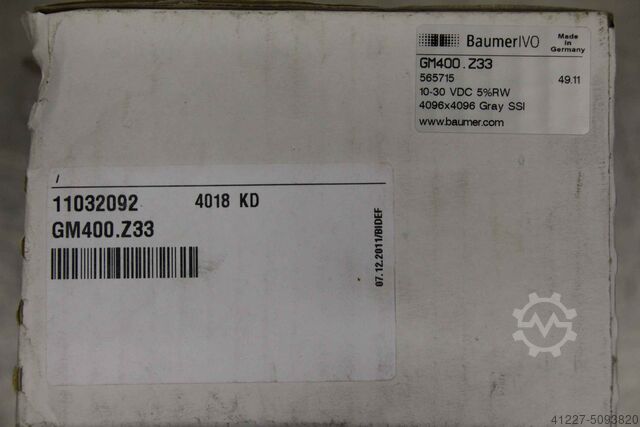 BaumerIVO
Made
in
Germany
GM400.Z33
565715 49.11
10-30 VDC 5%RW
4096x4096 Gray SSI
www.baumer.com
/
11032092 4018 KD
GM400.Z33
07.12.2011/BIDEF
41227-5093820